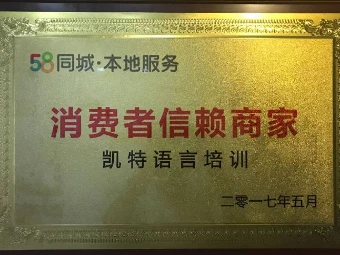 58同城·本地服务
消费者信赖商家
凯特语言培训
二零一七年五月